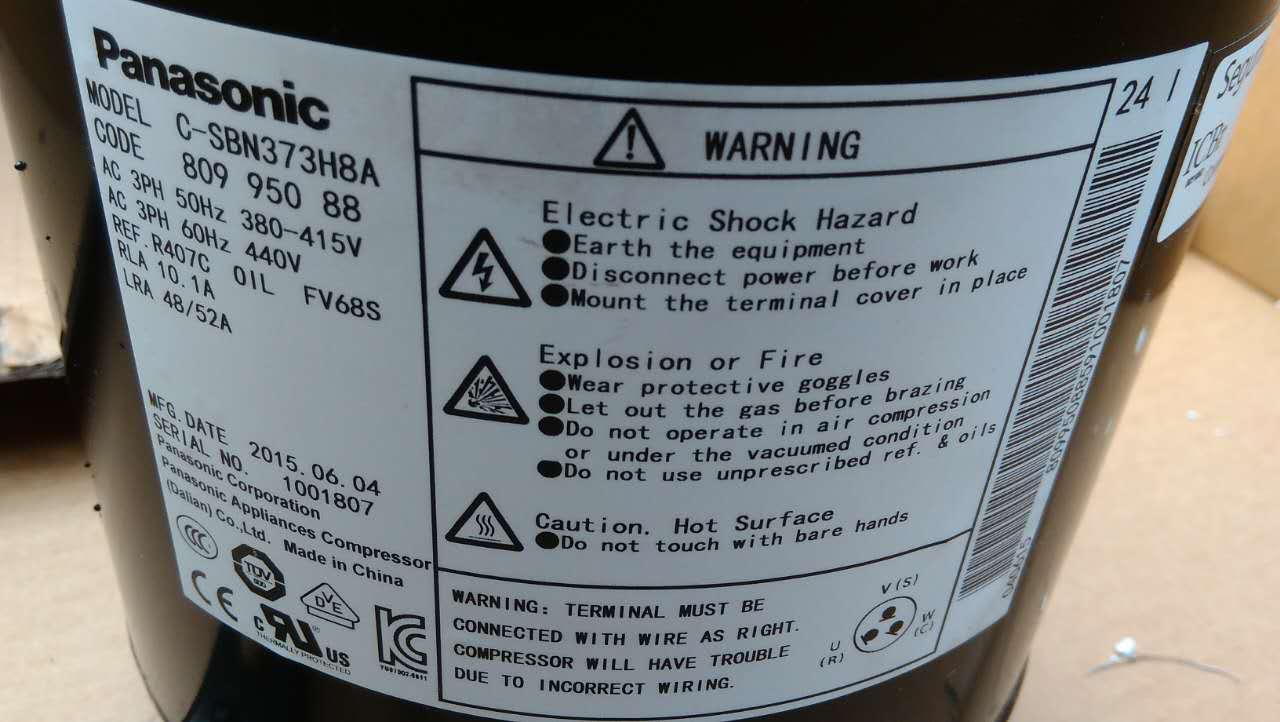 Panasonic
MODEL C-SBN373H8A
CODE 809 950 88
AC 3PH 50Hz 380-415V
AC 3PH 60Hz 440V
REF.R407C OIL FV68S
RLA 10.1A
LRA 48/52A
MFG.DATE 2015.06.04
SERIAL NO. 1001807
Panasonic Corporation
Panasonic Appliances Compressor
(Dalian) Co.,Ltd. Made in China
CCC
TÜV
CE
DVE
C UL US
THERMALLY PROTECTED
KC
WARNING
Electric Shock Hazard
●Earth the equipment
●Disconnect power before work
●Mount the terminal cover in place
Explosion or Fire
●Wear protective goggles
●Let out the gas before brazing
●Do not operate in air compression
or under the vacuumed condition
●Do not use unprescribed ref. & oils
Caution. Hot Surface
●Do not touch with bare hands
WARNING: TERMINAL MUST BE
CONNECTED WITH WIRE AS RIGHT.
COMPRESSOR WILL HAVE TROUBLE
DUE TO INCORRECT WIRING.
V(S)
W
(C)
U
(R)
24 I